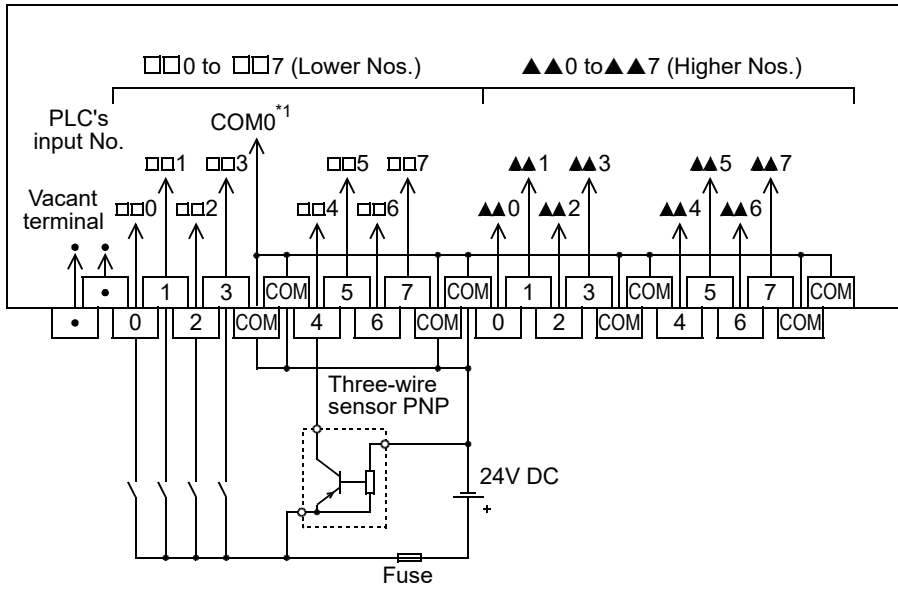 □□0 to □□7 (Lower Nos.) ▲▲0 to▲▲7 (Higher Nos.)
PLC's
input No.
COM0*1
□□1 □□3 □□5 □□7 ▲▲1 ▲▲3 ▲▲5 ▲▲7
Vacant
terminal
□□0 □□2 □□4 □□6 ▲▲0 ▲▲2 ▲▲4 ▲▲6
• 1 3 COM 5 7 COM 1 3 COM 5 7 COM
• 0 2 COM 4 6 COM 0 2 COM 4 6 COM
Three-wire
sensor PNP
24V DC
+
Fuse